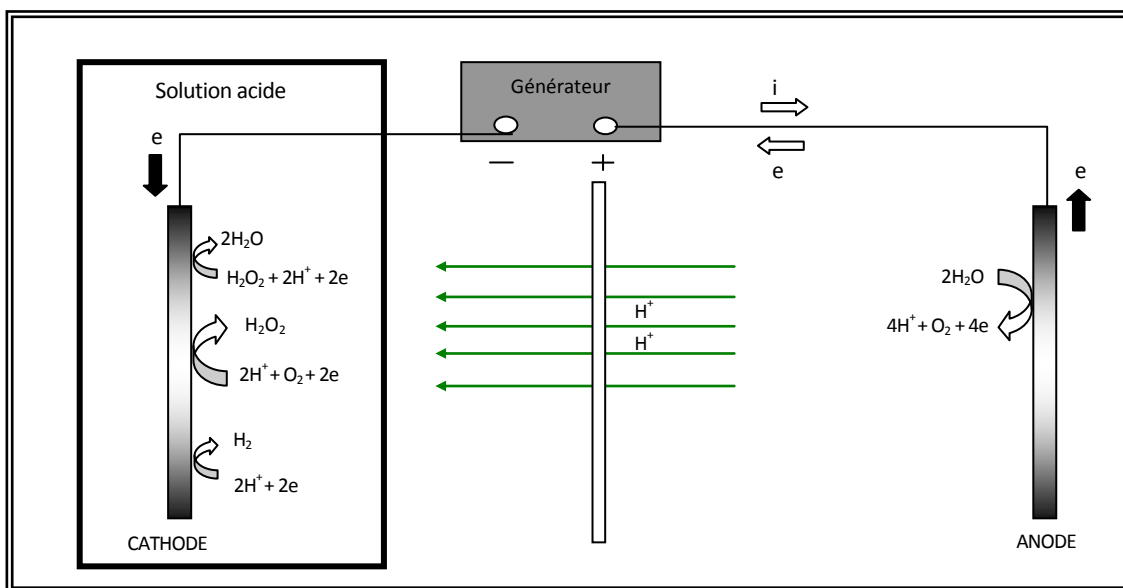 Solution acide
Générateur
i
e
— +
e
e
2H₂O
H₂O₂ + 2H⁺ + 2e
H₂O₂
2H⁺ + O₂ + 2e
H₂
2H⁺ + 2e
CATHODE
H⁺
H⁺
2H₂O
4H⁺ + O₂ + 4e
ANODE